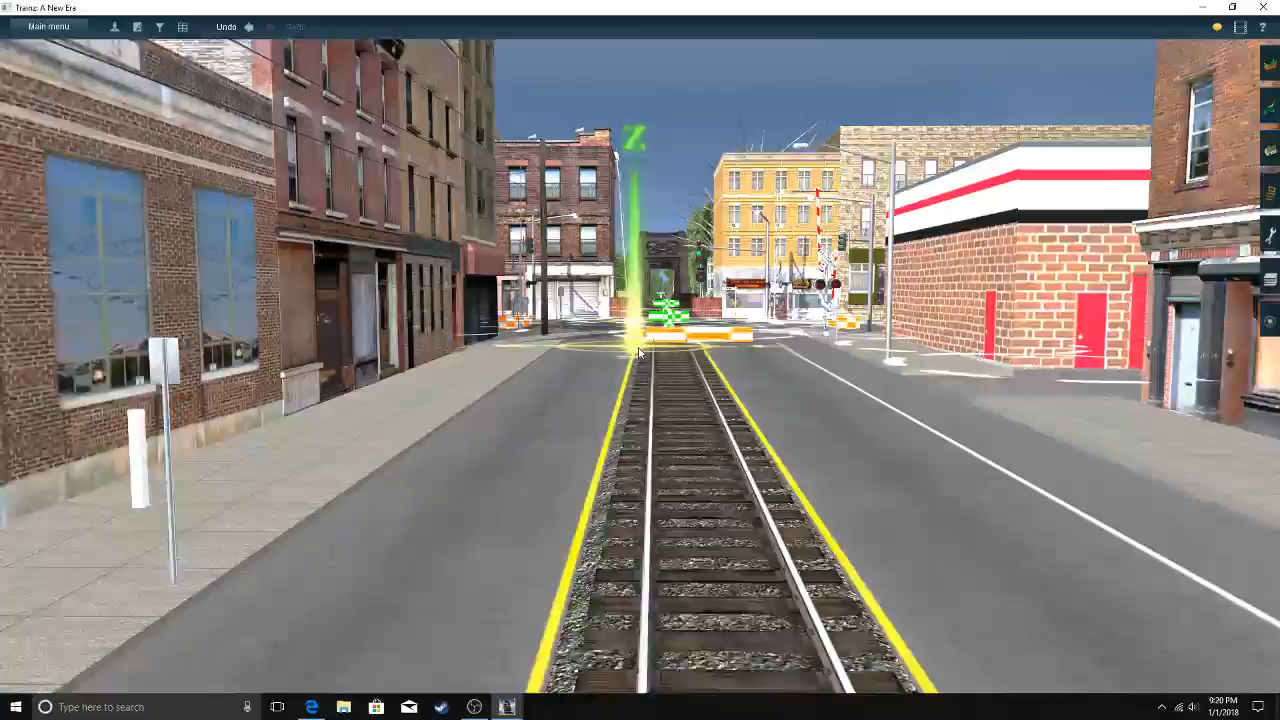 Trainz: A New Era
Main menu
Undo
Redo
?
Z
Type here to search
9:20 PM
1/1/2018